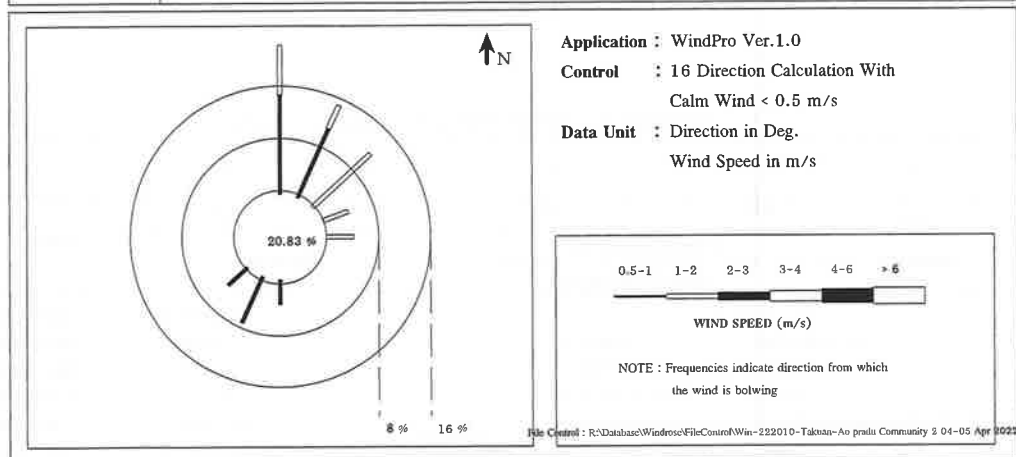 N
20.83 %
8 %
16 %
Application : WindPro Ver.1.0
Control : 16 Direction Calculation With
Calm Wind < 0.5 m/s
Data Unit : Direction in Deg.
Wind Speed in m/s
0.5-1 1-2 2-3 3-4 4-6 > 6
WIND SPEED (m/s)
NOTE : Frequencies indicate direction from which
the wind is bolwing
File Control : R:\Database\Windrose\FileControl\Win-222010-Takuan-Ao pradu Community 2 04-05 Apr 2022